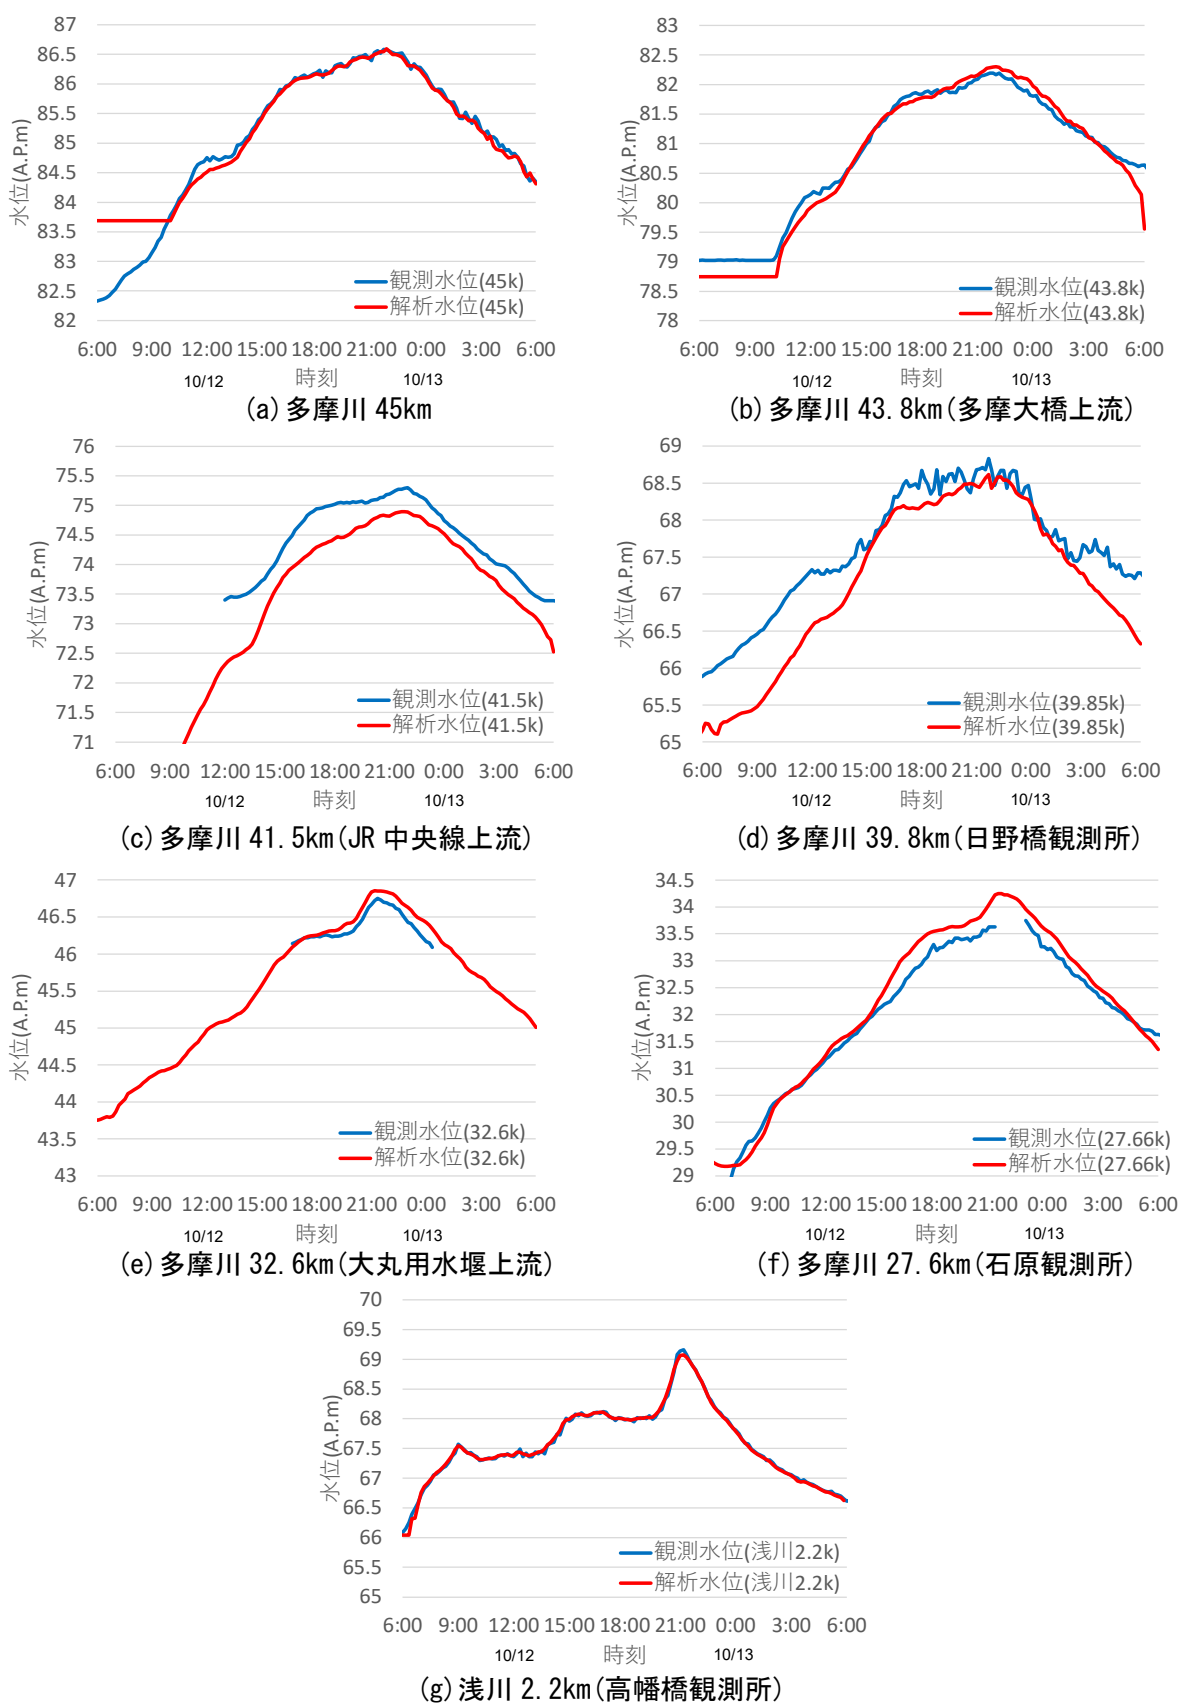 87
86.5
86
85.5
85
84.5
84
83.5
83
82.5
82
水位(A.P.m)
観測水位(45k)
解析水位(45k)
6:00 9:00 12:00 15:00 18:00 21:00 0:00 3:00 6:00
10/12 時刻 10/13
(a)多摩川 45km
83
82.5
82
81.5
81
80.5
80
79.5
79
78.5
78
水位(A.P.m)
観測水位(43.8k)
解析水位(43.8k)
6:00 9:00 12:00 15:00 18:00 21:00 0:00 3:00 6:00
10/12 時刻 10/13
(b)多摩川 43.8km(多摩大橋上流)
76
75.5
75
74.5
74
73.5
73
72.5
72
71.5
71
水位(A.P.m)
観測水位(41.5k)
解析水位(41.5k)
6:00 9:00 12:00 15:00 18:00 21:00 0:00 3:00 6:00
10/12 時刻 10/13
(c)多摩川 41.5km(JR 中央線上流)
69
68.5
68
67.5
67
66.5
66
65.5
65
水位(A.P.m)
観測水位(39.85k)
解析水位(39.85k)
6:00 9:00 12:00 15:00 18:00 21:00 0:00 3:00 6:00
10/12 時刻 10/13
(d)多摩川 39.8km(日野橋観測所)
47
46.5
46
45.5
45
44.5
44
43.5
43
水位(A.P.m)
観測水位(32.6k)
解析水位(32.6k)
6:00 9:00 12:00 15:00 18:00 21:00 0:00 3:00 6:00
10/12 時刻 10/13
(e)多摩川 32.6km(大丸用水堰上流)
34.5
34
33.5
33
32.5
32
31.5
31
30.5
30
29.5
29
水位(A.P.m)
観測水位(27.66k)
解析水位(27.66k)
6:00 9:00 12:00 15:00 18:00 21:00 0:00 3:00 6:00
10/12 時刻 10/13
(f)多摩川 27.6km(石原観測所)
70
69.5
69
68.5
68
67.5
67
66.5
66
65.5
65
水位(A.P.m)
観測水位(浅川2.2k)
解析水位(浅川2.2k)
6:00 9:00 12:00 15:00 18:00 21:00 0:00 3:00 6:00
10/12 時刻 10/13
(g)浅川 2.2km(高幡橋観測所)